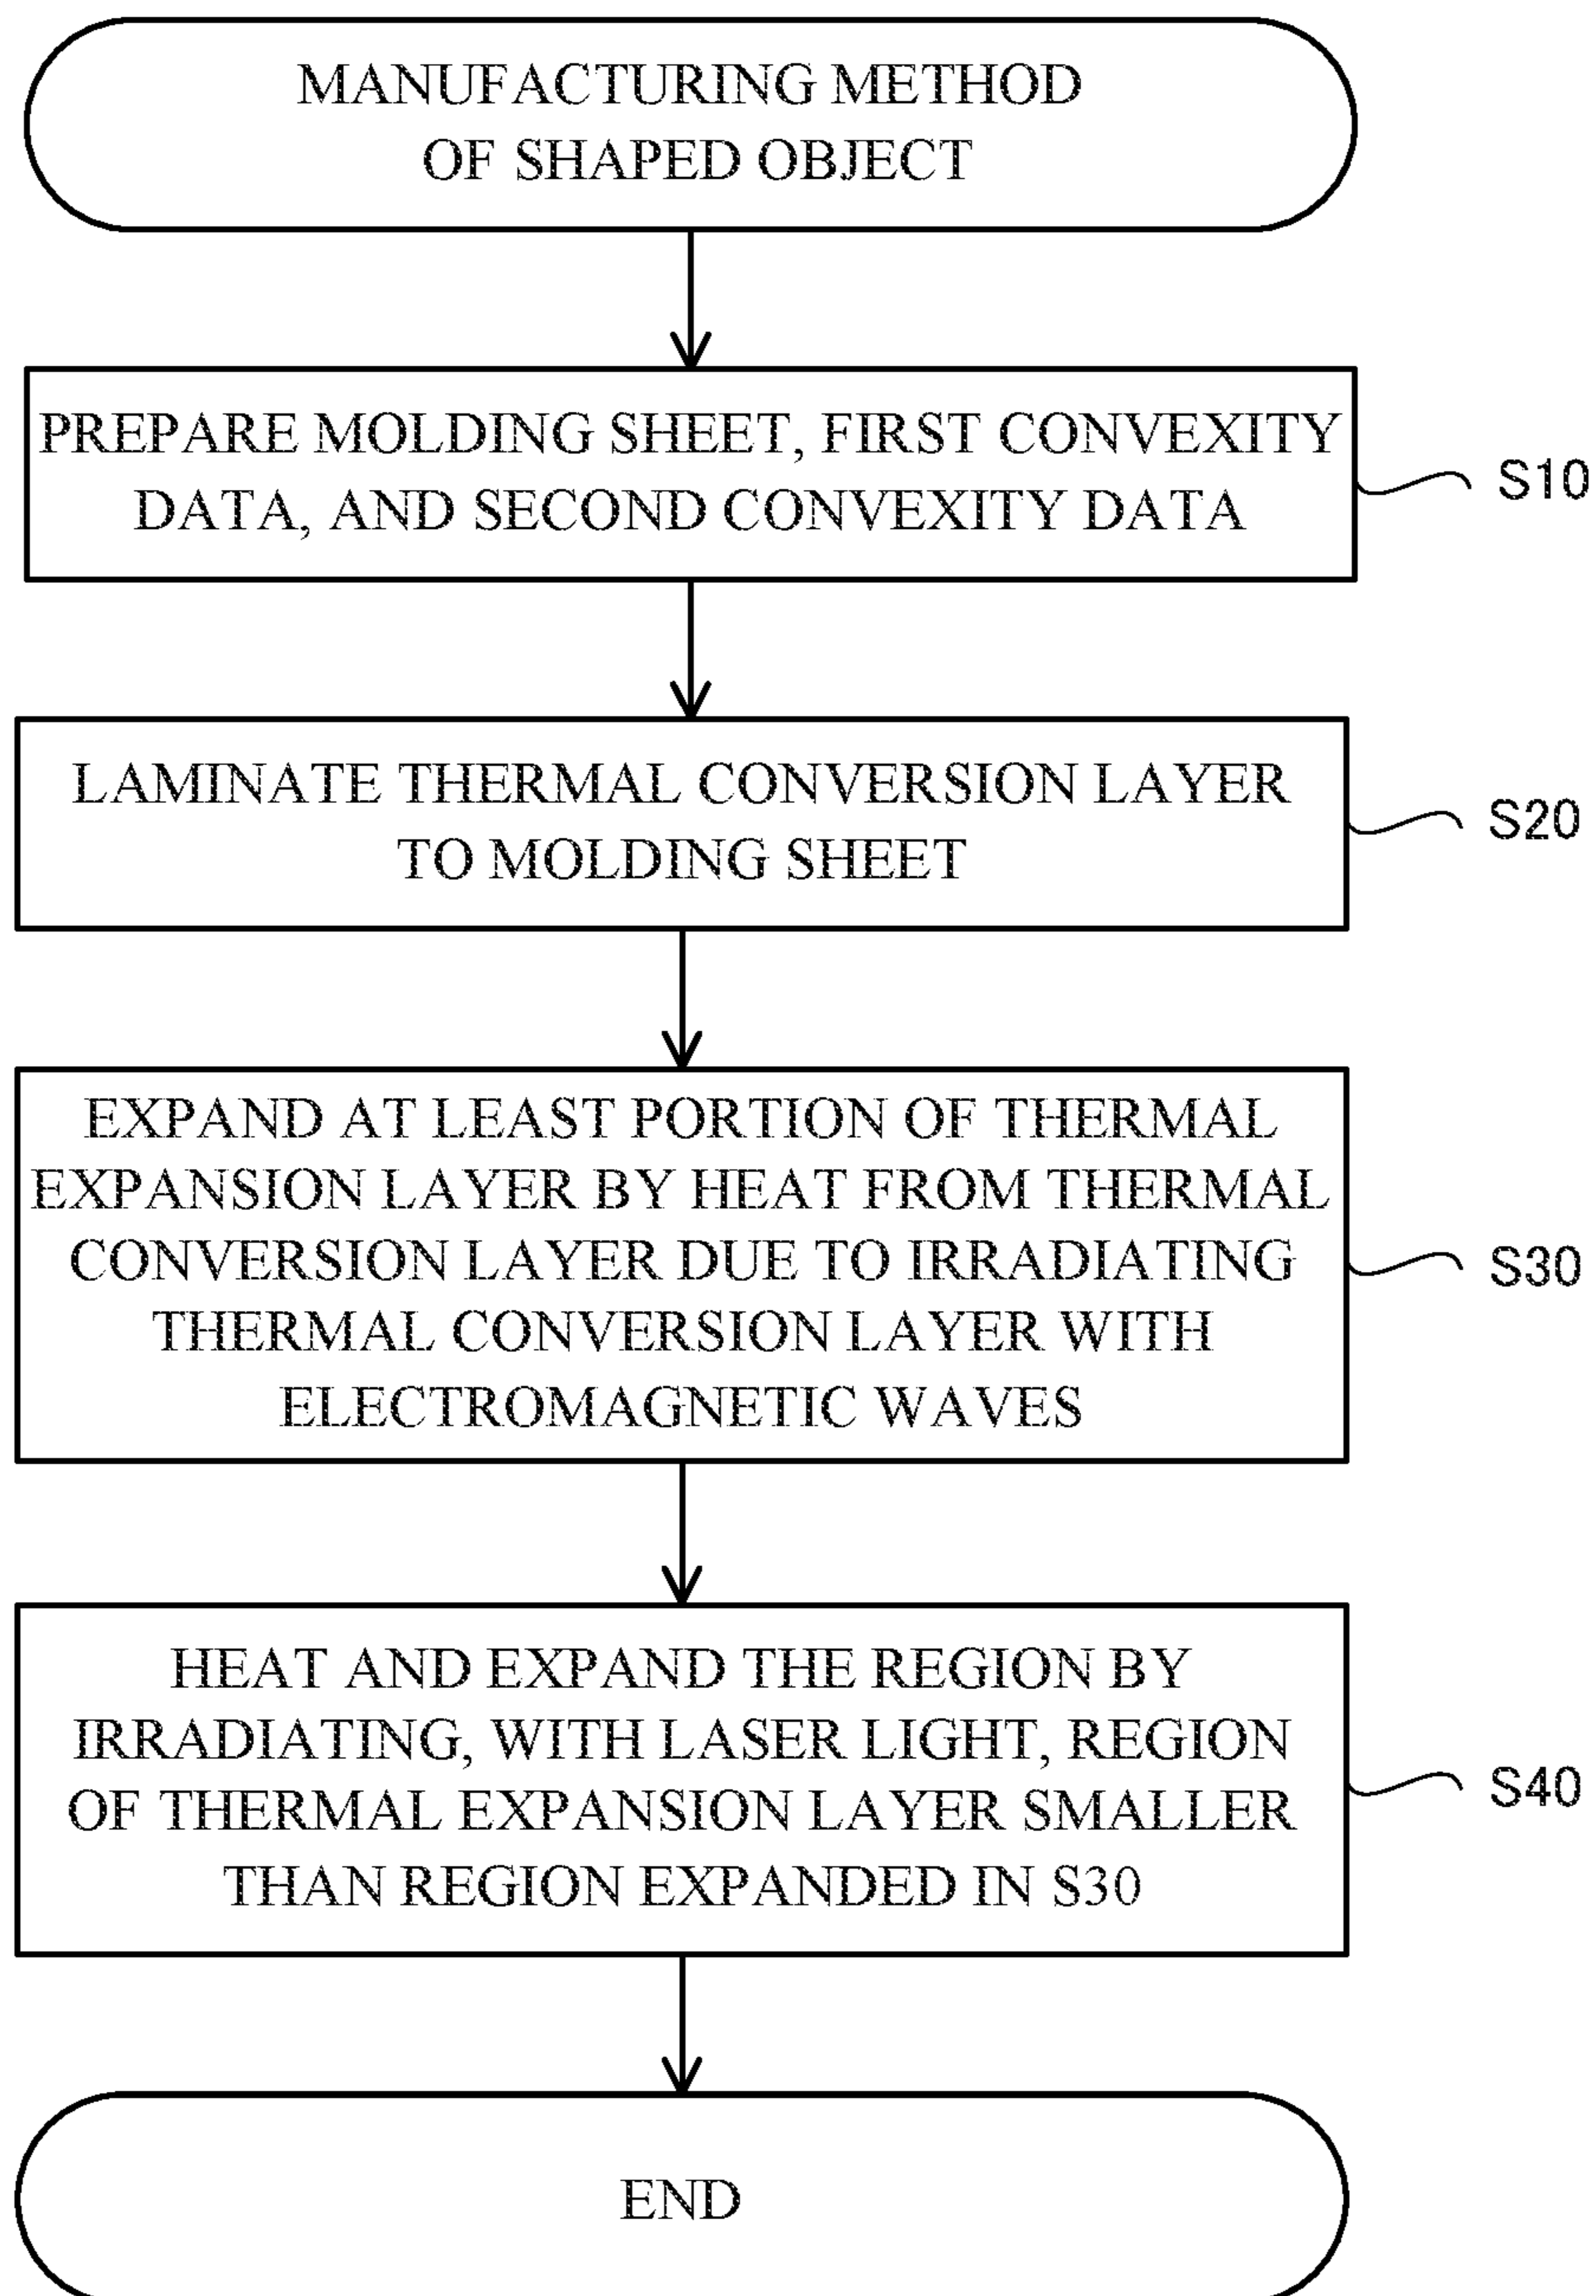 MANUFACTURING METHOD
OF SHAPED OBJECT
PREPARE MOLDING SHEET, FIRST CONVEXITY
DATA, AND SECOND CONVEXITY DATA
S10
LAMINATE THERMAL CONVERSION LAYER
TO MOLDING SHEET
S20
EXPAND AT LEAST PORTION OF THERMAL
EXPANSION LAYER BY HEAT FROM THERMAL
CONVERSION LAYER DUE TO IRRADIATING
THERMAL CONVERSION LAYER WITH
ELECTROMAGNETIC WAVES
S30
HEAT AND EXPAND THE REGION BY
IRRADIATING, WITH LASER LIGHT, REGION
OF THERMAL EXPANSION LAYER SMALLER
THAN REGION EXPANDED IN S30
S40
END